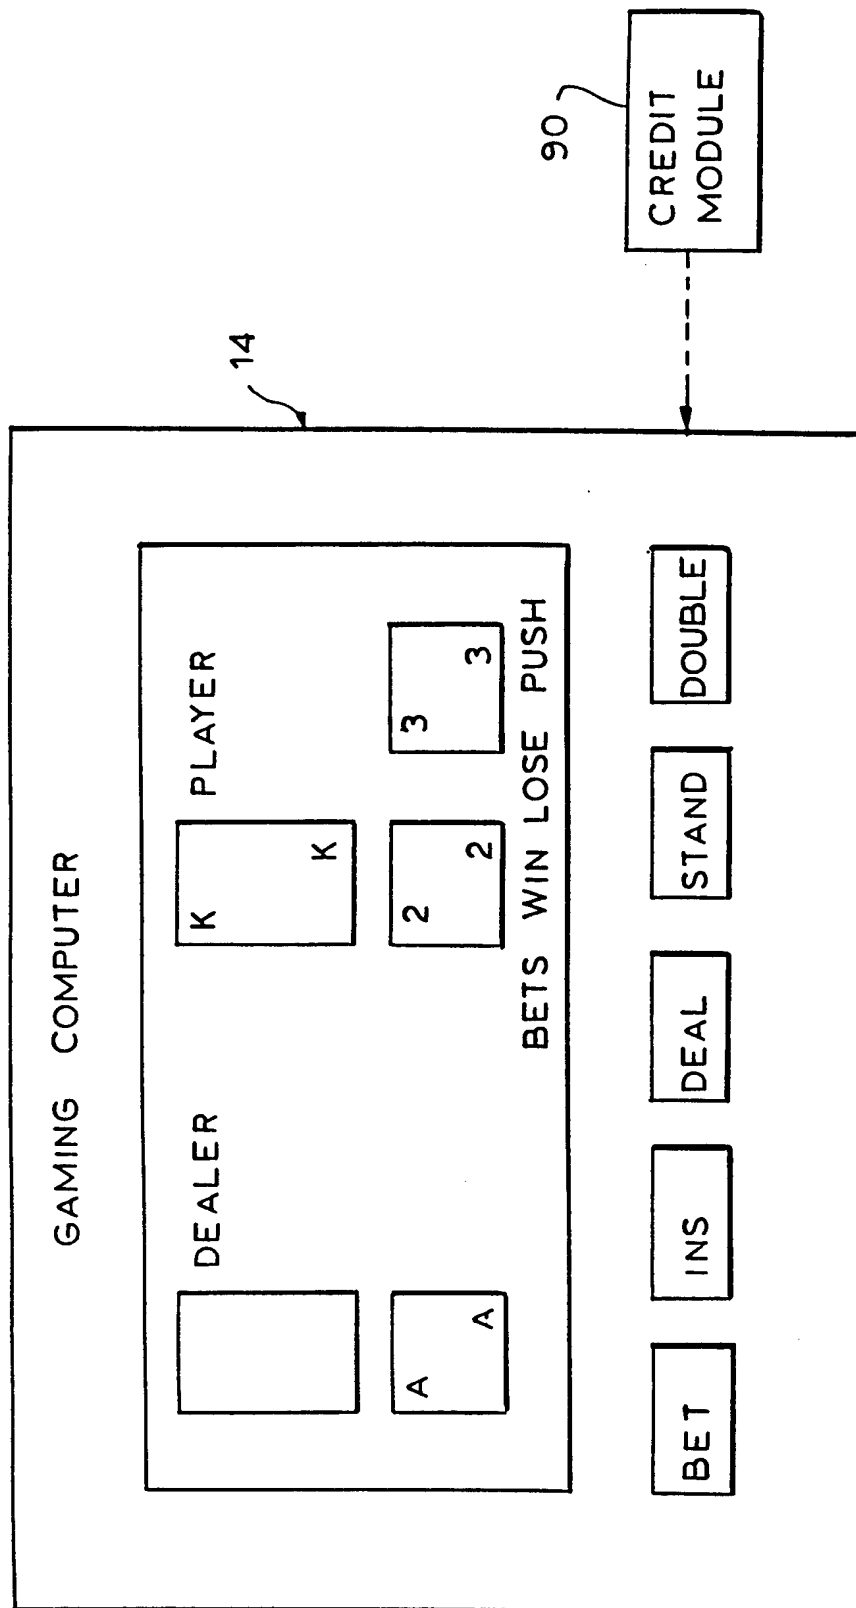 GAMING COMPUTER
14
DEALER
PLAYER
K
K
A
A
2
2
3
3
BETS WIN LOSE PUSH
BET
INS
DEAL
STAND
DOUBLE
90
CREDIT
MODULE